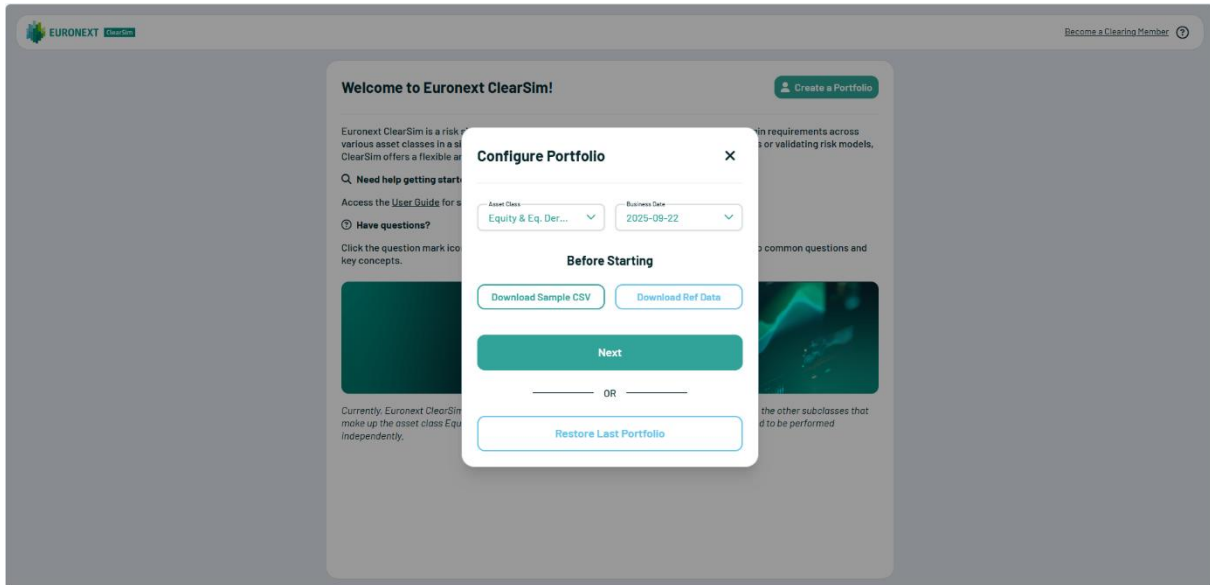 EURONEXT ClearSim
Become a Clearing Member
Welcome to Euronext ClearSim!
Create a Portfolio
Euronext ClearSim is a risk in requirements across
various asset classes in a si s or validating risk models,
ClearSim offers a flexible an
Need help getting start
Access the User Guide for s
Have questions?
Click the question mark ico o common questions and
key concepts.
Configure Portfolio
Asset Class
Equity & Eq. Der...
Business Date
2025-09-22
Before Starting
Download Sample CSV
Download Ref Data
Next
OR
Restore Last Portfolio
Currently, Euronext ClearSim the other subclasses that
make up the asset class Equ d to be performed
independently.